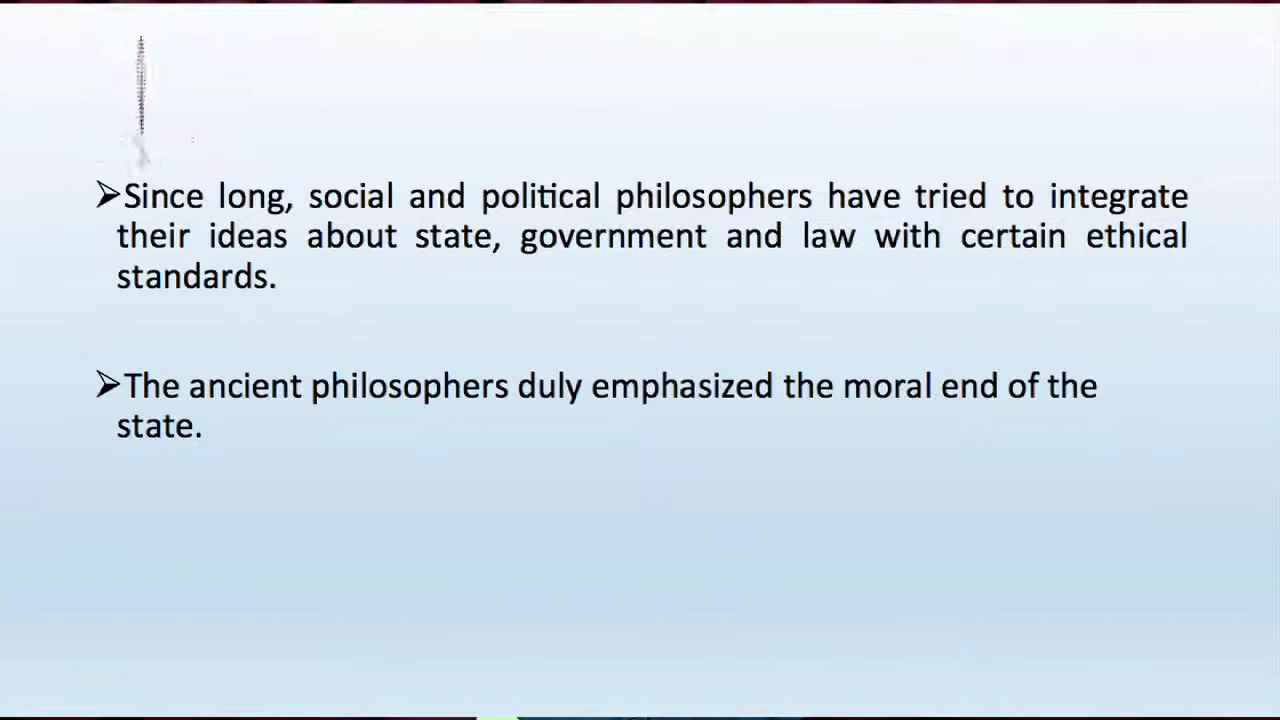 ➢Since long, social and political philosophers have tried to integrate
their ideas about state, government and law with certain ethical
standards.
➢The ancient philosophers duly emphasized the moral end of the
state.